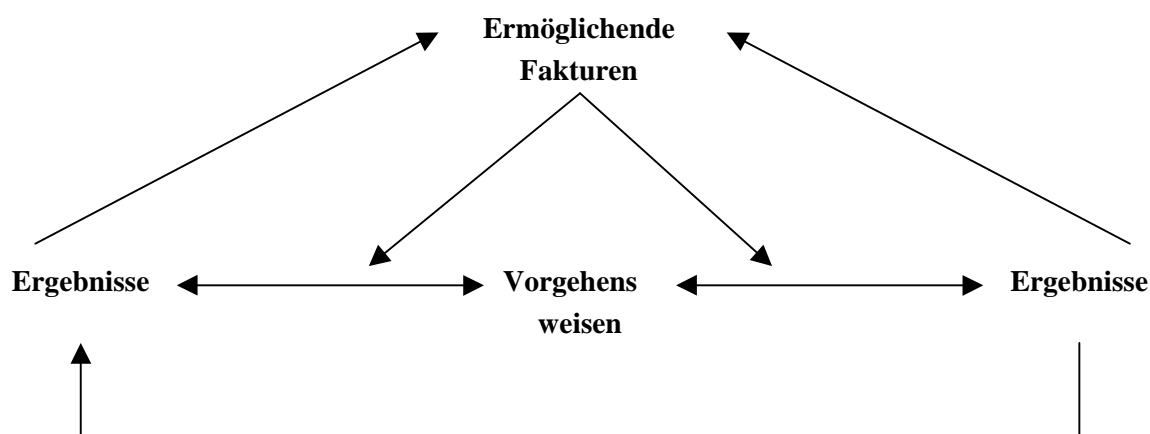 Ermöglichende
Fakturen
Ergebnisse
Vorgehens
weisen
Ergebnisse